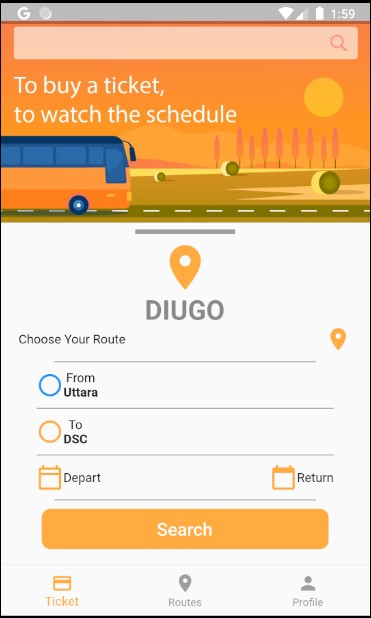 1:59
To buy a ticket,
to watch the schedule
DIUGO
Choose Your Route
From
Uttara
To
DSC
Depart Return
Search
Ticket Routes Profile